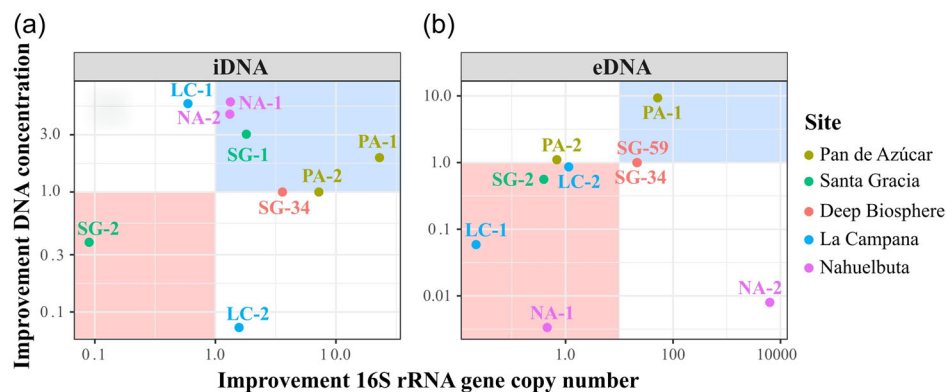 (a)
(b)
iDNA
eDNA
Improvement DNA concentration
3.0
1.0
0.3
0.1
LC-1
NA-1
NA-2
SG-1
PA-1
PA-2
SG-34
SG-2
LC-2
0.1
1.0
10.0
10.0
1.0
0.1
0.01
PA-1
PA-2
SG-59
SG-2
LC-2
SG-34
LC-1
NA-2
NA-1
1.0
100
10000
Improvement 16S rRNA gene copy number
Site
Pan de Azúcar
Santa Gracia
Deep Biosphere
La Campana
Nahuelbuta